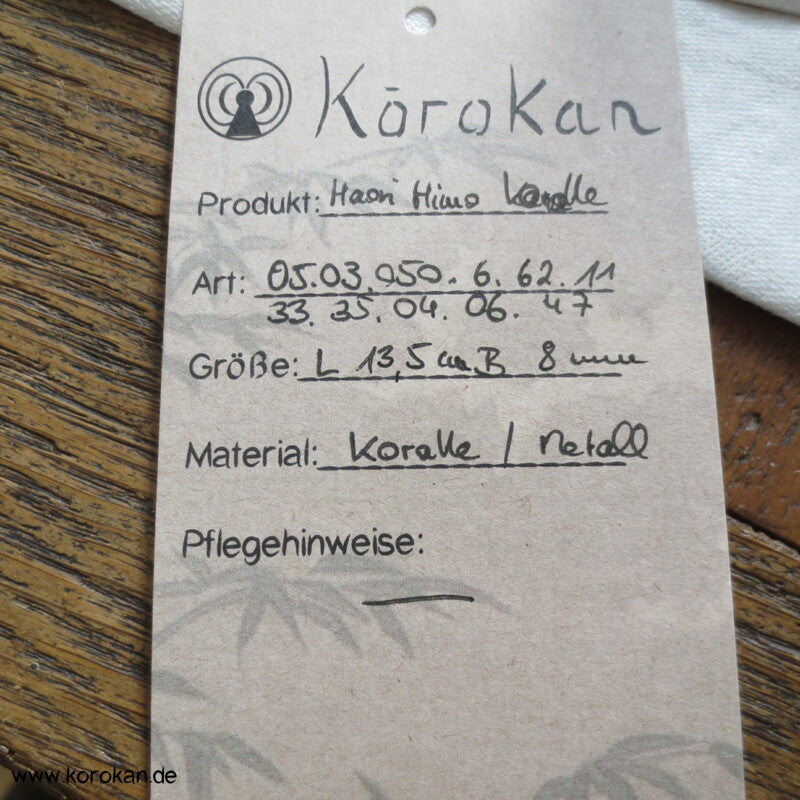 Kōrokan
Produkt: Haori Himo Koralle
Art: 05.03.050.6.62.11
33.35.04.06.47
Größe: L 13,5 cm B 8 mm
Material: Koralle / Metall
Pflegehinweise:
—
www.korokan.de